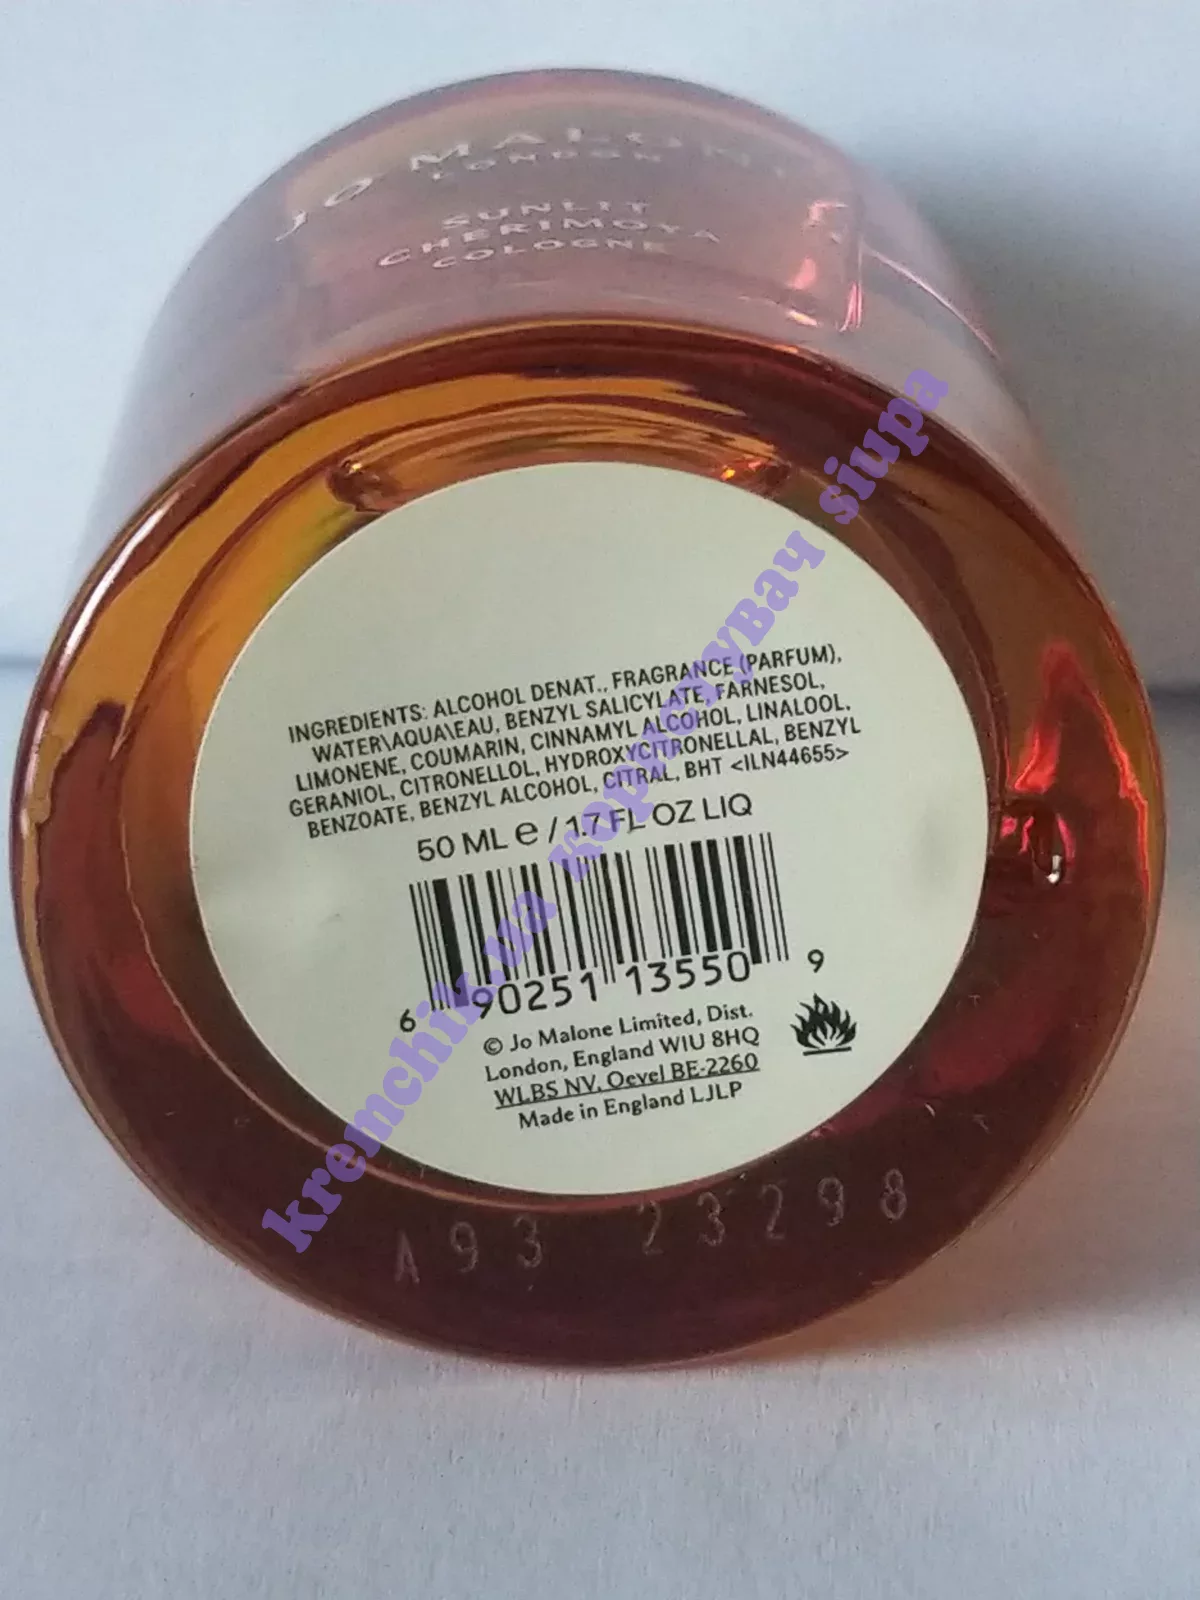 JO MALONE
LONDON
SUNLIT
CHERIMOYA
COLOGNE
INGREDIENTS: ALCOHOL DENAT., FRAGRANCE (PARFUM),
WATER\AQUA\EAU, BENZYL SALICYLATE, FARNESOL,
LIMONENE, COUMARIN, CINNAMYL ALCOHOL, LINALOOL,
GERANIOL, CITRONELLOL, HYDROXYCITRONELLAL, BENZYL
BENZOATE, BENZYL ALCOHOL, CITRAL, BHT <ILN44655>
50 ML e / 1.7 FL OZ LIQ
6 90251 13550 9
© Jo Malone Limited, Dist.
London, England W1U 8HQ
WLBS NV, Oevel BE-2260
Made in England LJLP
A93 23298
kremchik.ua siupa